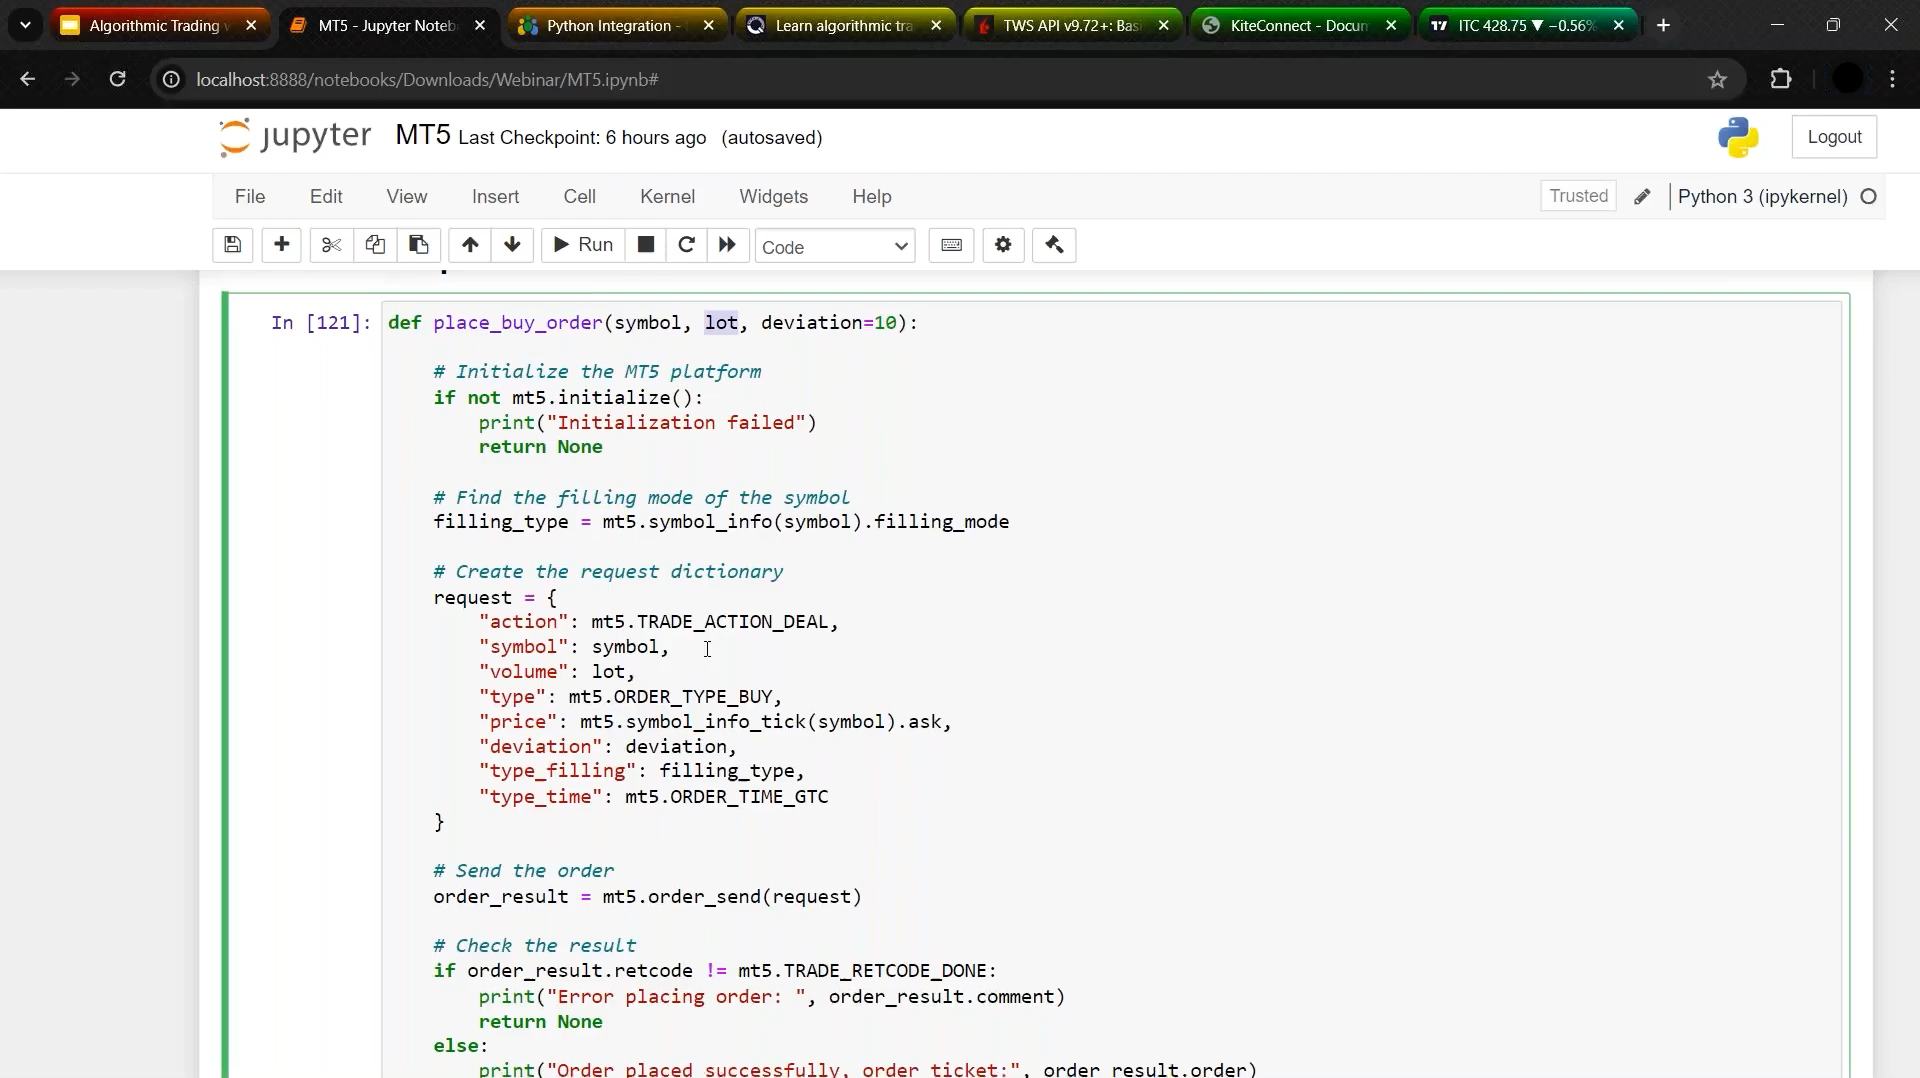 Algorithmic Trading
MT5 - Jupyter Noteb
Python Integration -
Learn algorithmic tra
TWS API v9.72+: Bas
KiteConnect - Docum
ITC 428.75 ▼ −0.56%
localhost:8888/notebooks/Downloads/Webinar/MT5.ipynb#
jupyter MT5 Last Checkpoint: 6 hours ago (autosaved)
Logout
File Edit View Insert Cell Kernel Widgets Help
Trusted Python 3 (ipykernel)
Run Code
In [121]: def place_buy_order(symbol, lot, deviation=10):
# Initialize the MT5 platform
if not mt5.initialize():
print("Initialization failed")
return None
# Find the filling mode of the symbol
filling_type = mt5.symbol_info(symbol).filling_mode
# Create the request dictionary
request = {
"action": mt5.TRADE_ACTION_DEAL,
"symbol": symbol,
"volume": lot,
"type": mt5.ORDER_TYPE_BUY,
"price": mt5.symbol_info_tick(symbol).ask,
"deviation": deviation,
"type_filling": filling_type,
"type_time": mt5.ORDER_TIME_GTC
}
# Send the order
order_result = mt5.order_send(request)
# Check the result
if order_result.retcode != mt5.TRADE_RETCODE_DONE:
print("Error placing order: ", order_result.comment)
return None
else:
print("Order placed successfully, order ticket:", order_result.order)